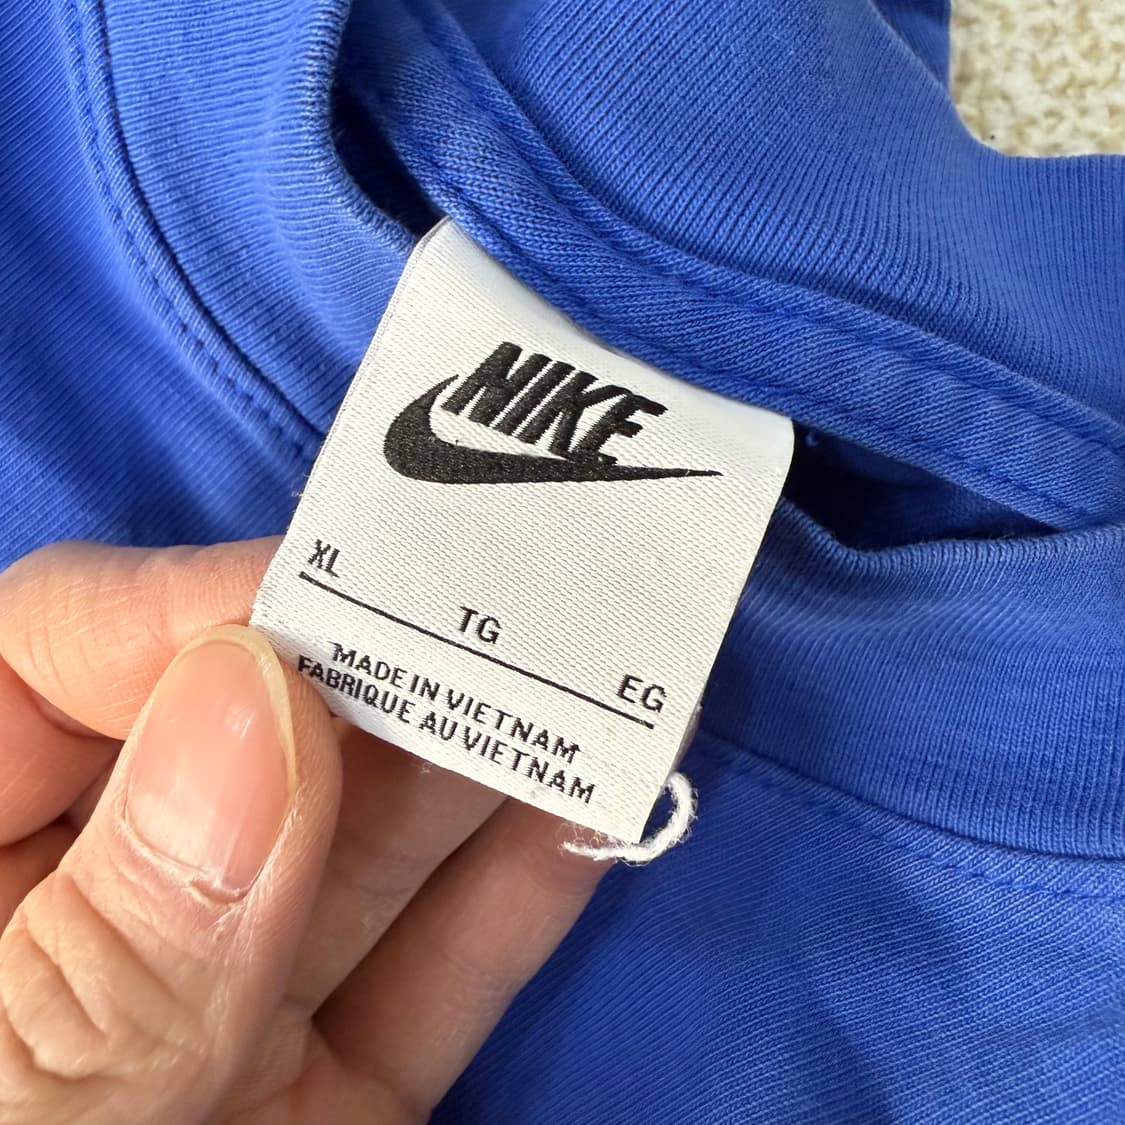 NIKE
XL TG EG
MADE IN VIETNAM
FABRIQUE AU VIETNAM